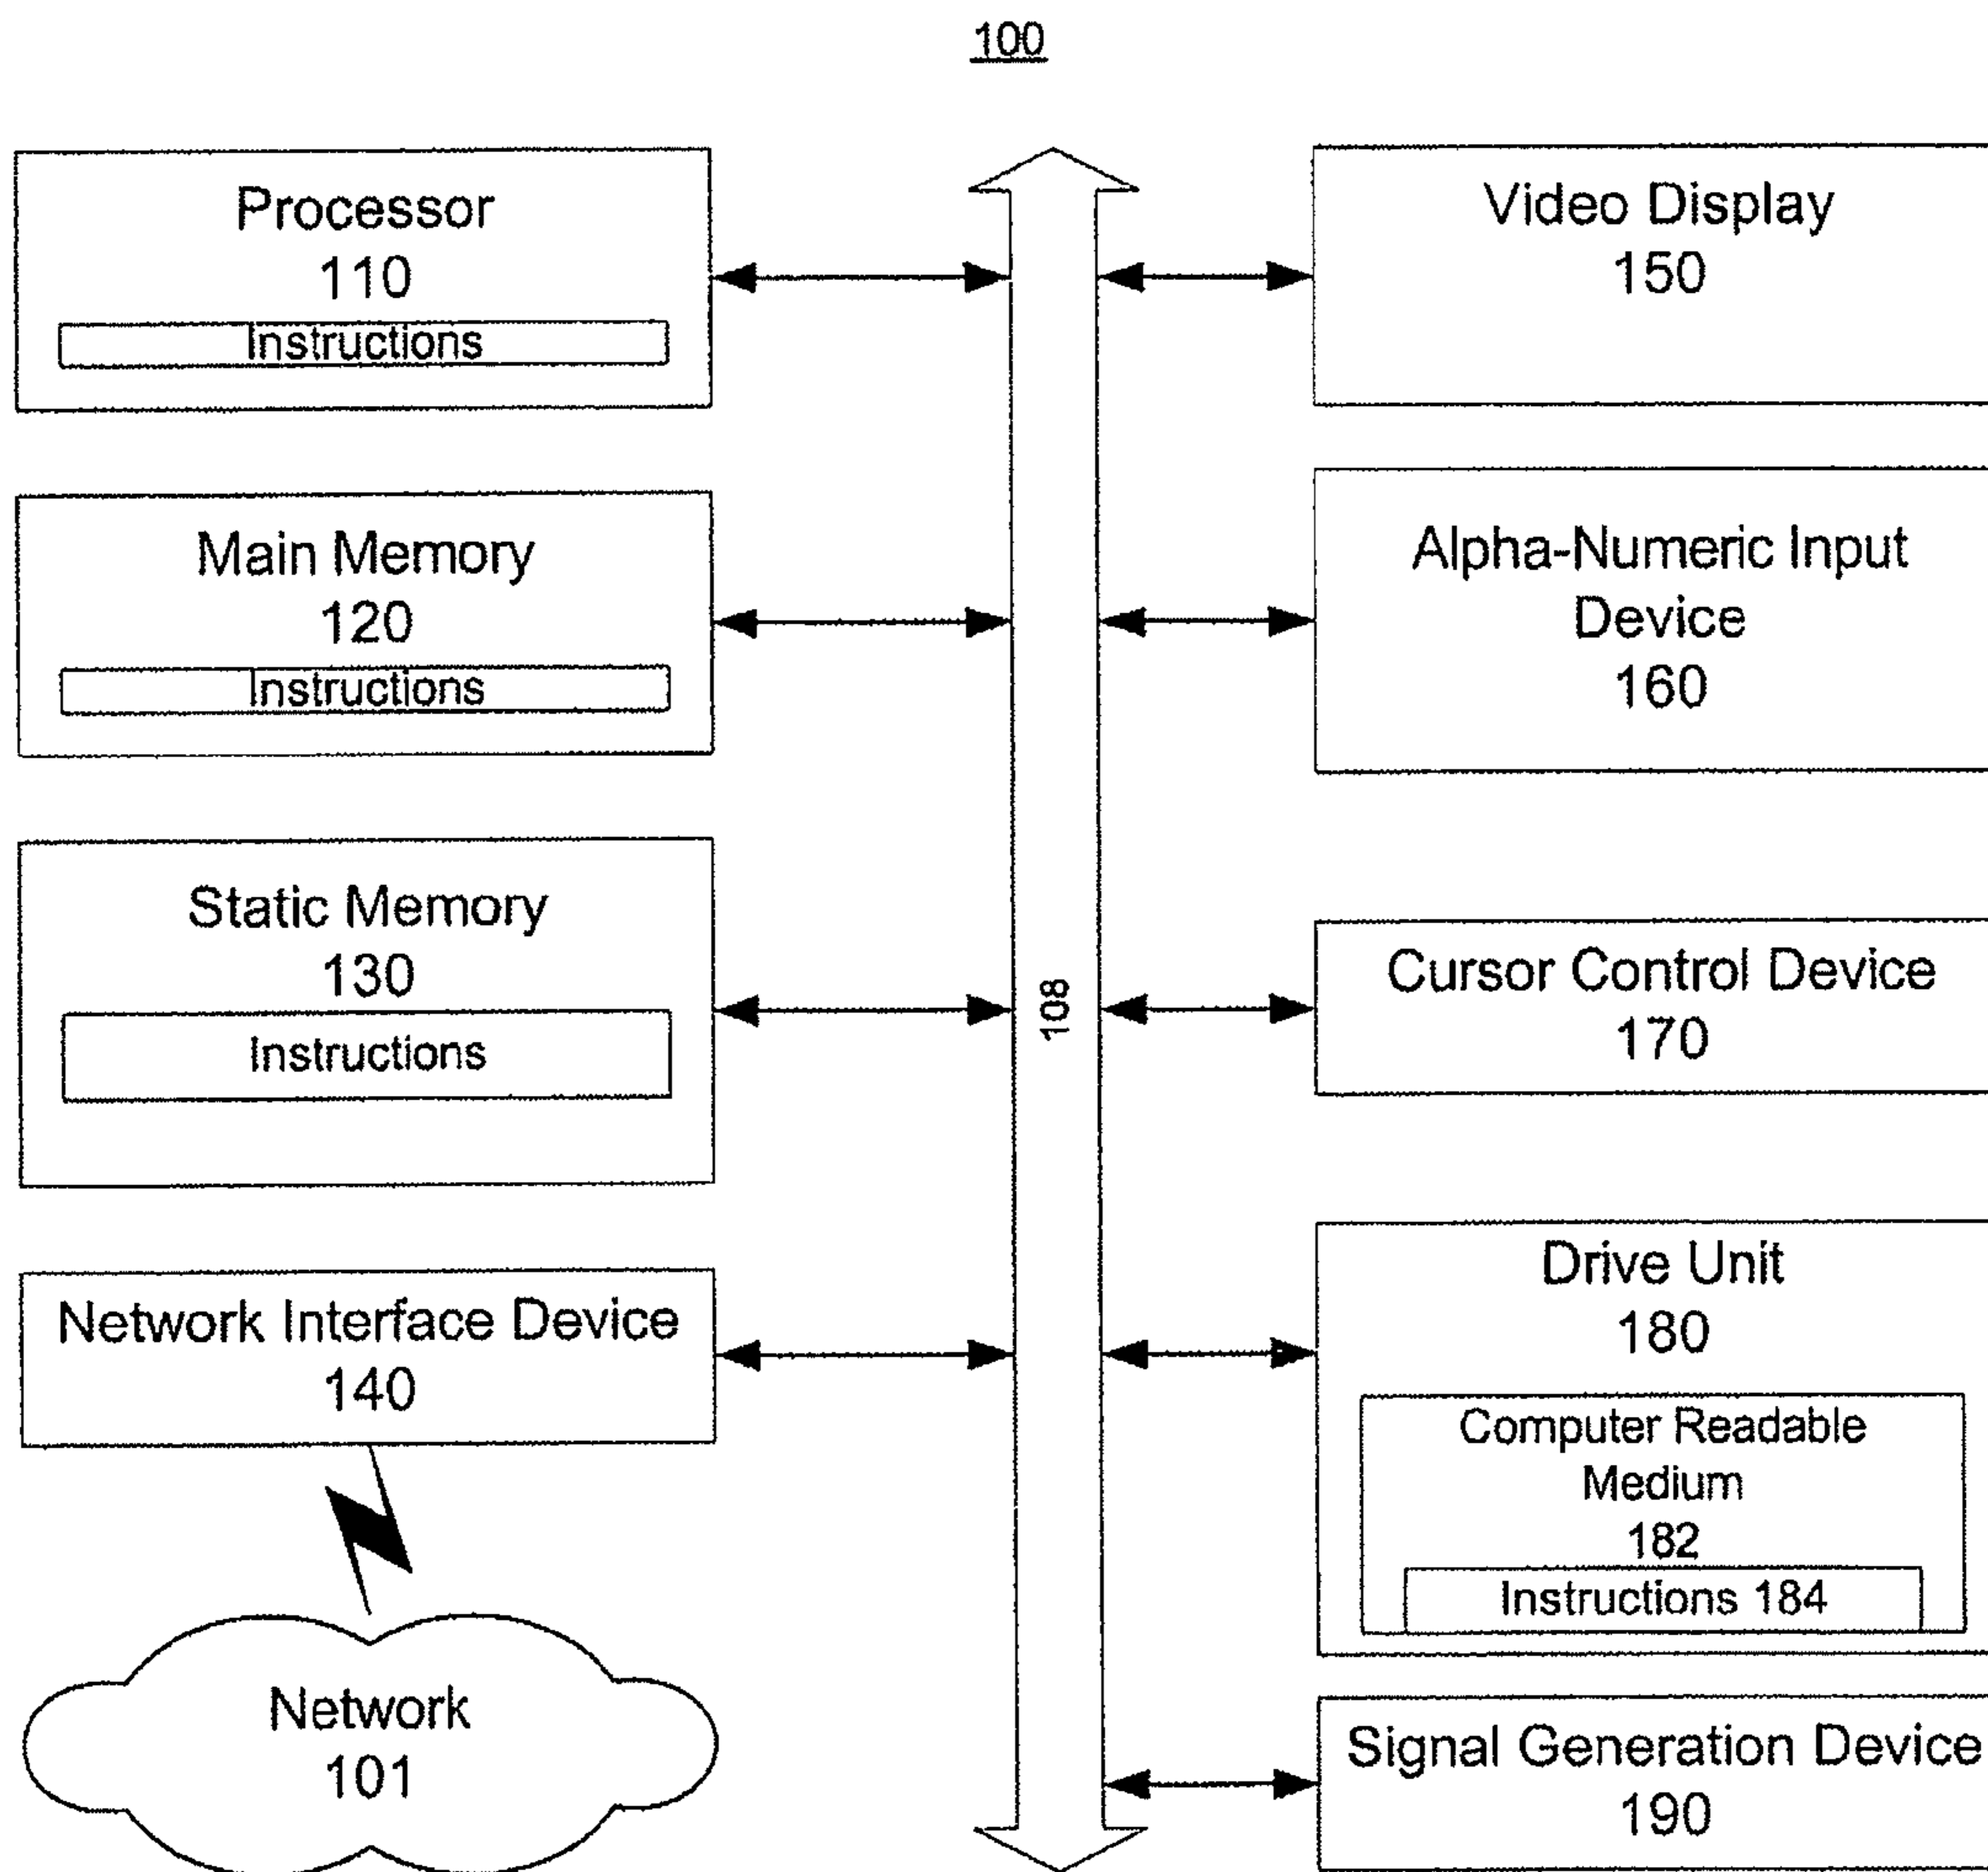 100
Processor
110
Instructions
Main Memory
120
Instructions
Static Memory
130
Instructions
Network Interface Device
140
Network
101
108
Video Display
150
Alpha-Numeric Input
Device
160
Cursor Control Device
170
Drive Unit
180
Computer Readable
Medium
182
Instructions 184
Signal Generation Device
190